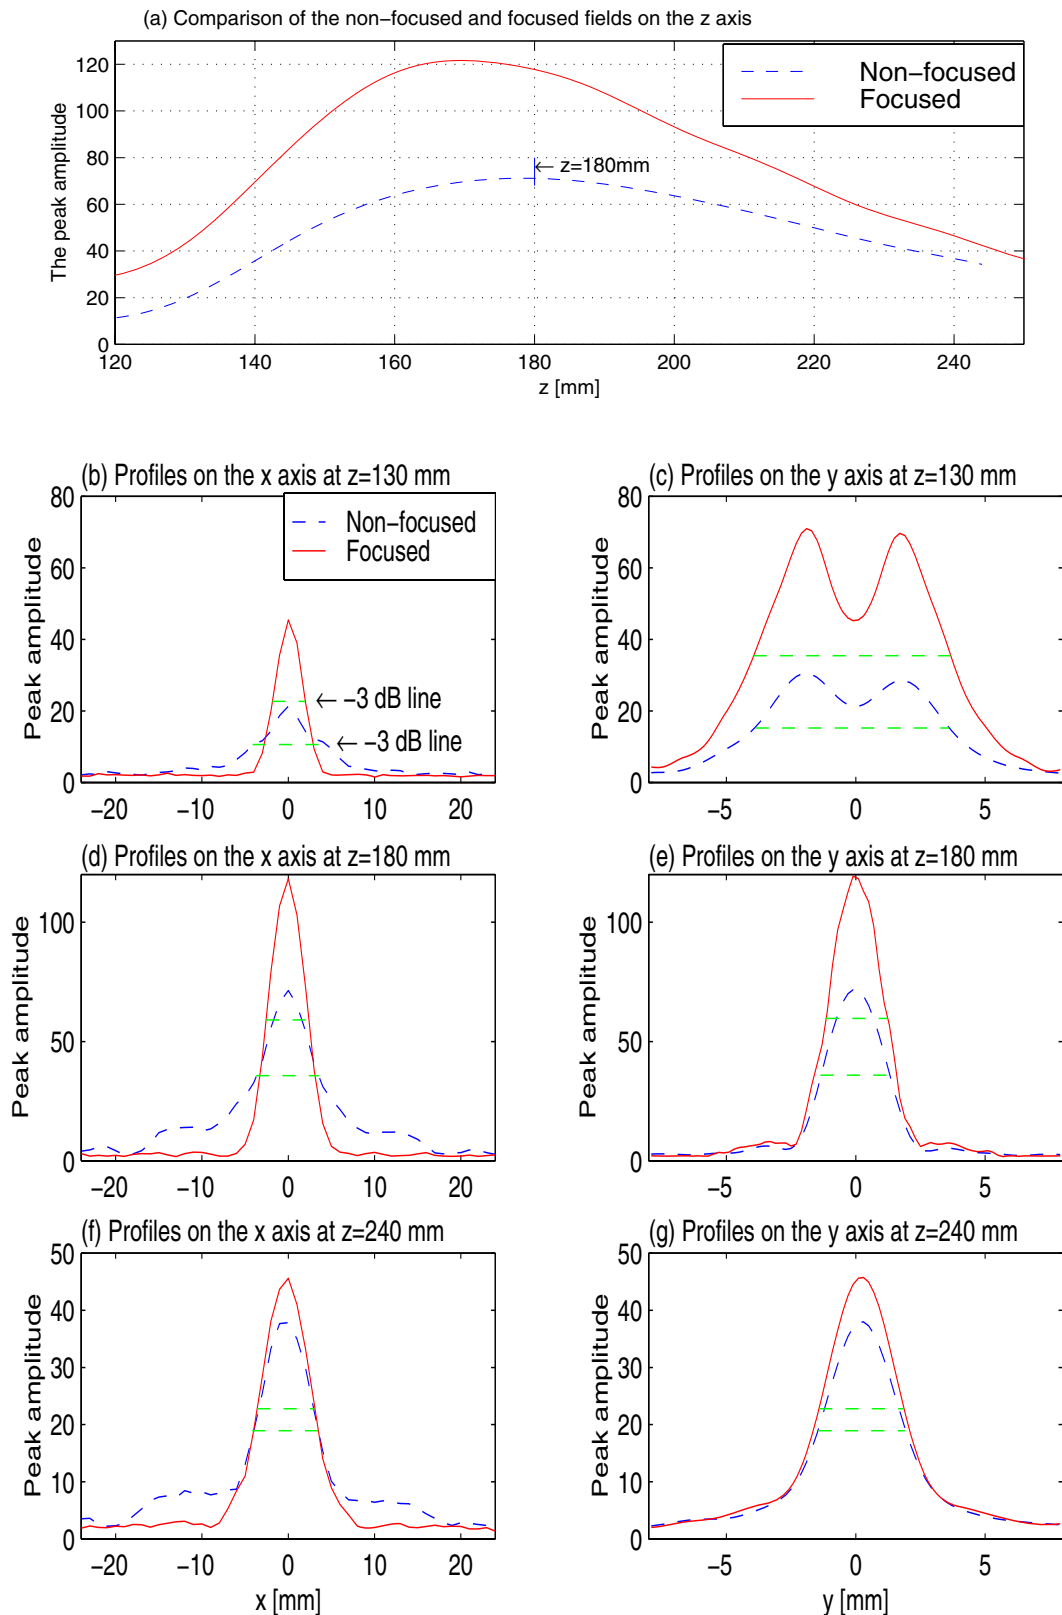 (a) Comparison of the non−focused and focused fields on the z axis
The peak amplitude
120
100
80
60
40
20
0
Non−focused
Focused
← z=180mm
120 140 160 180 200 220 240
z [mm]
(b) Profiles on the x axis at z=130 mm
Peak amplitude
80
60
40
20
0
Non−focused
Focused
← −3 dB line
← −3 dB line
−20 −10 0 10 20
(c) Profiles on the y axis at z=130 mm
Peak amplitude
80
60
40
20
0
−5 0 5
(d) Profiles on the x axis at z=180 mm
Peak amplitude
100
50
0
−20 −10 0 10 20
(e) Profiles on the y axis at z=180 mm
Peak amplitude
100
50
0
−5 0 5
(f) Profiles on the x axis at z=240 mm
Peak amplitude
50
40
30
20
10
0
−20 −10 0 10 20
x [mm]
(g) Profiles on the y axis at z=240 mm
Peak amplitude
50
40
30
20
10
0
−5 0 5
y [mm]